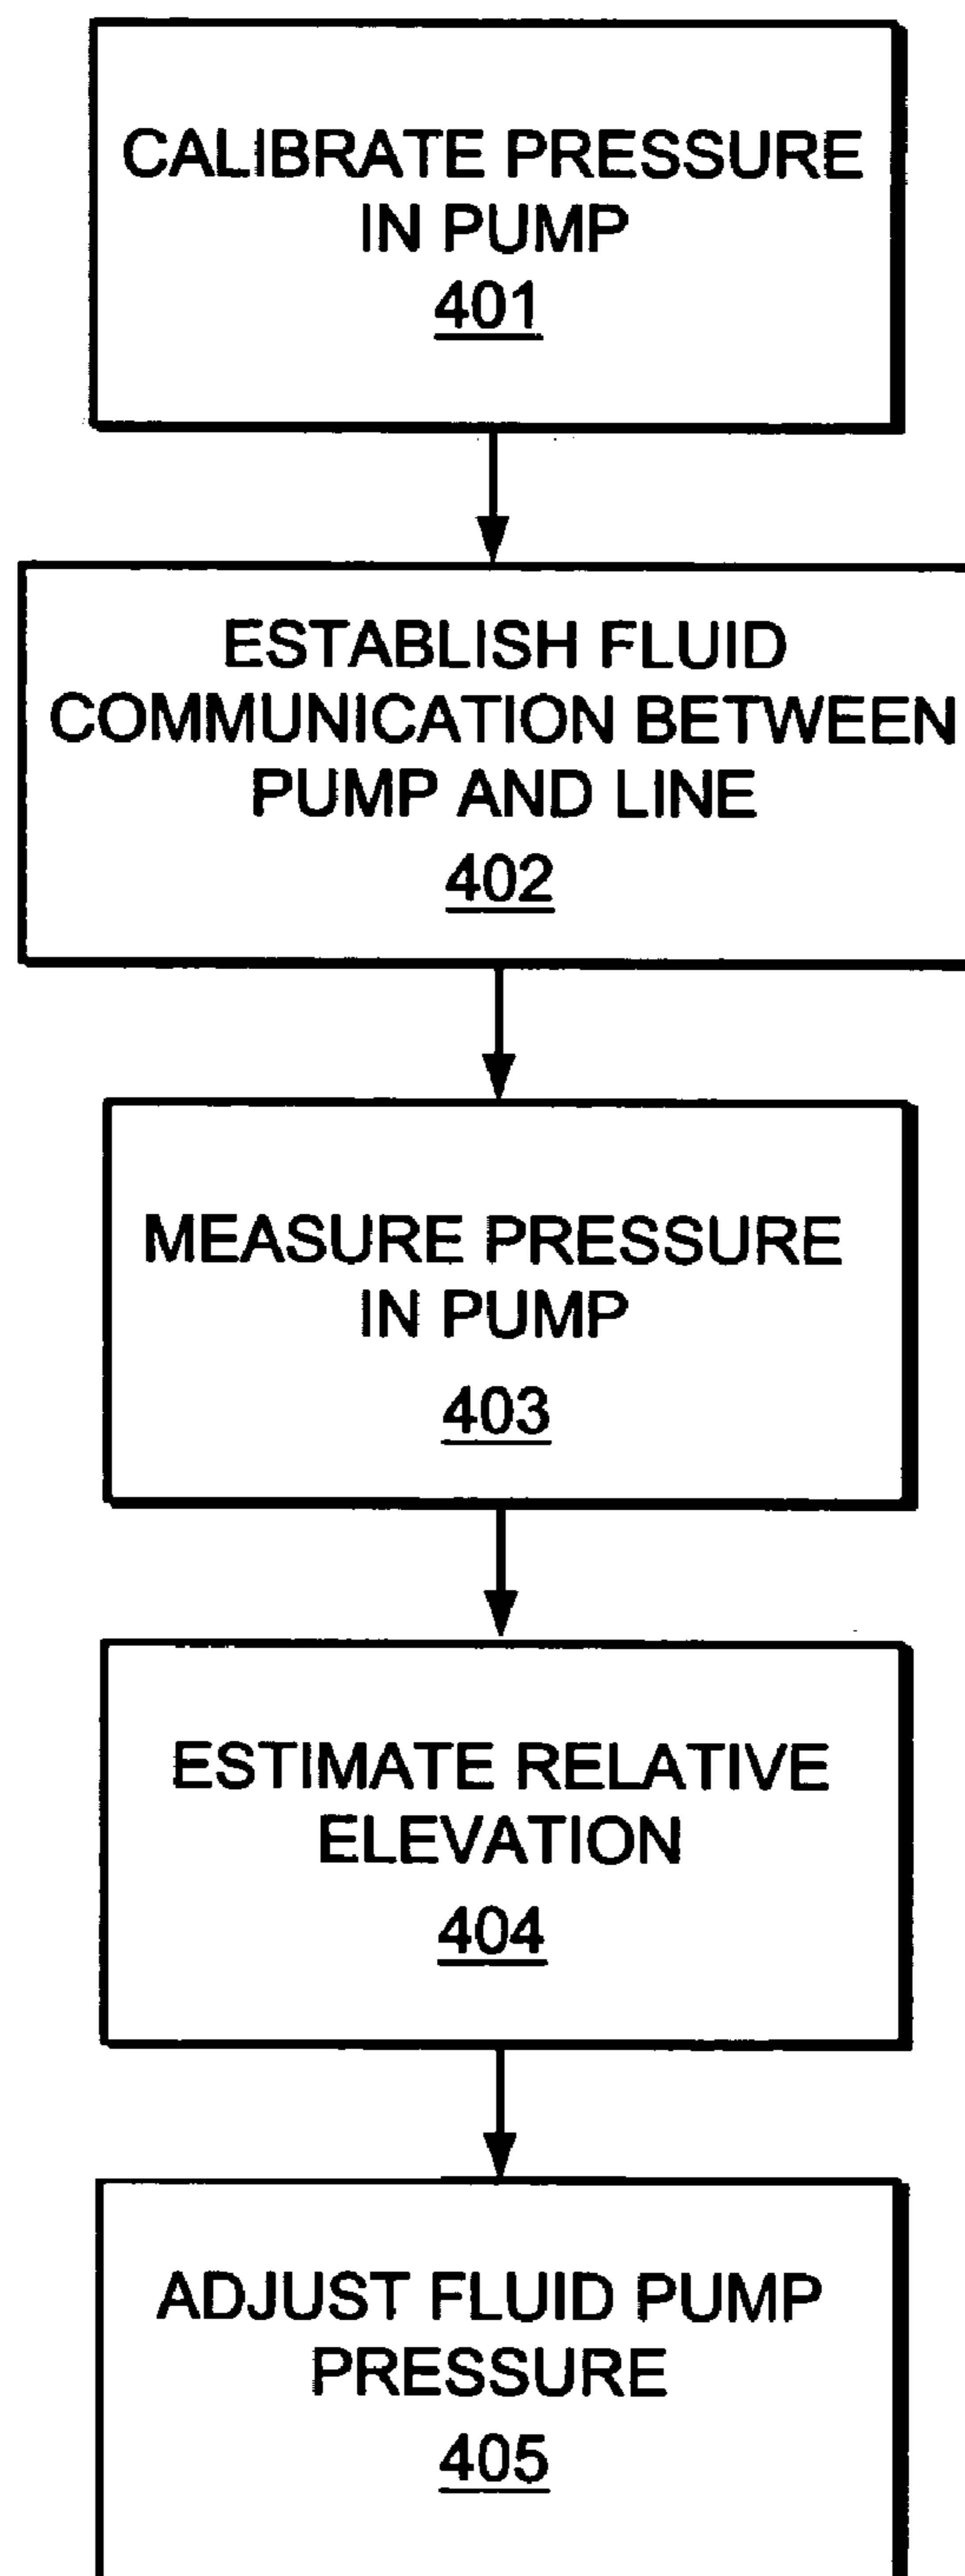 CALIBRATE PRESSURE
IN PUMP
401
ESTABLISH FLUID
COMMUNICATION BETWEEN
PUMP AND LINE
402
MEASURE PRESSURE
IN PUMP
403
ESTIMATE RELATIVE
ELEVATION
404
ADJUST FLUID PUMP
PRESSURE
405